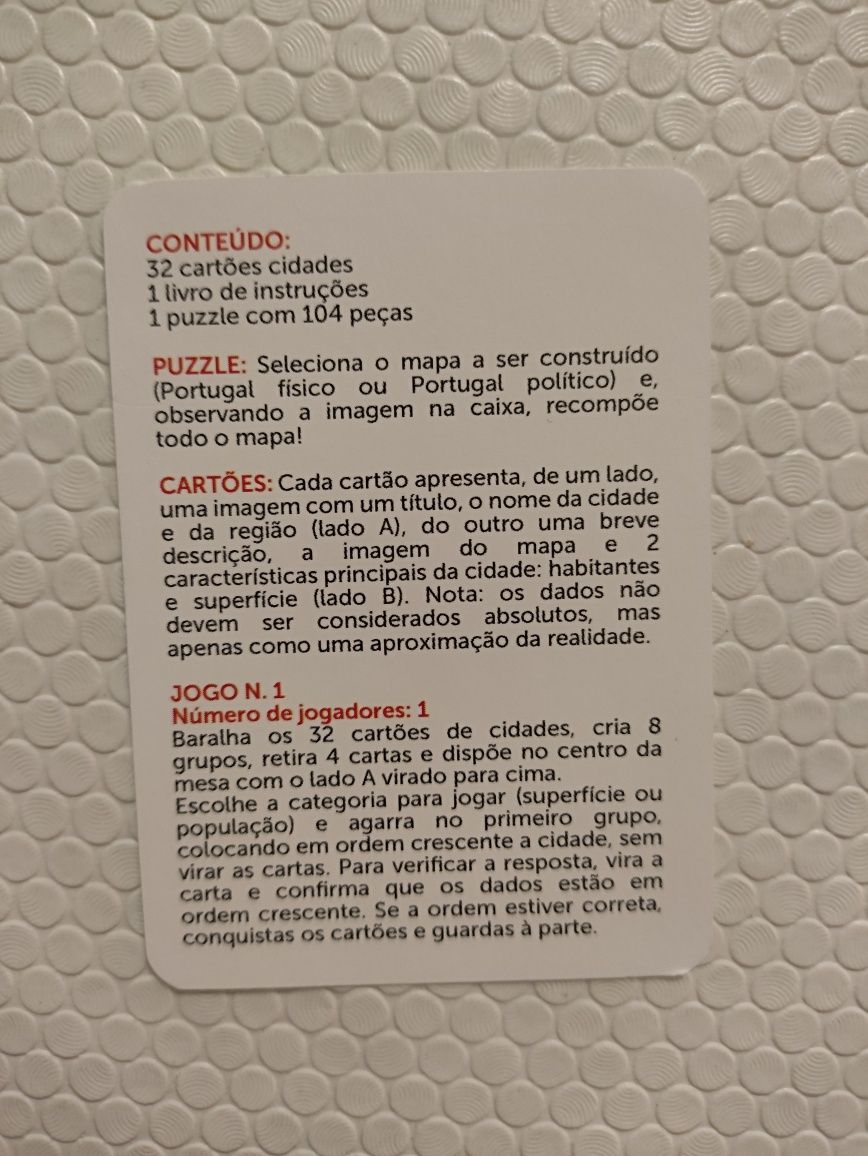 CONTEÚDO:
32 cartões cidades
1 livro de instruções
1 puzzle com 104 peças
PUZZLE: Seleciona o mapa a ser construído
(Portugal físico ou Portugal político) e,
observando a imagem na caixa, recompõe
todo o mapa!
CARTÕES: Cada cartão apresenta, de um lado,
uma imagem com um título, o nome da cidade
e da região (lado A), do outro uma breve
descrição, a imagem do mapa e 2
características principais da cidade: habitantes
e superfície (lado B). Nota: os dados não
devem ser considerados absolutos, mas
apenas como uma aproximação da realidade.
JOGO N. 1
Número de jogadores: 1
Baralha os 32 cartões de cidades, cria 8
grupos, retira 4 cartas e dispõe no centro da
mesa com o lado A virado para cima.
Escolhe a categoria para jogar (superfície ou
população) e agarra no primeiro grupo,
colocando em ordem crescente a cidade, sem
virar as cartas. Para verificar a resposta, vira a
carta e confirma que os dados estão em
ordem crescente. Se a ordem estiver correta,
conquistas os cartões e guardas à parte.